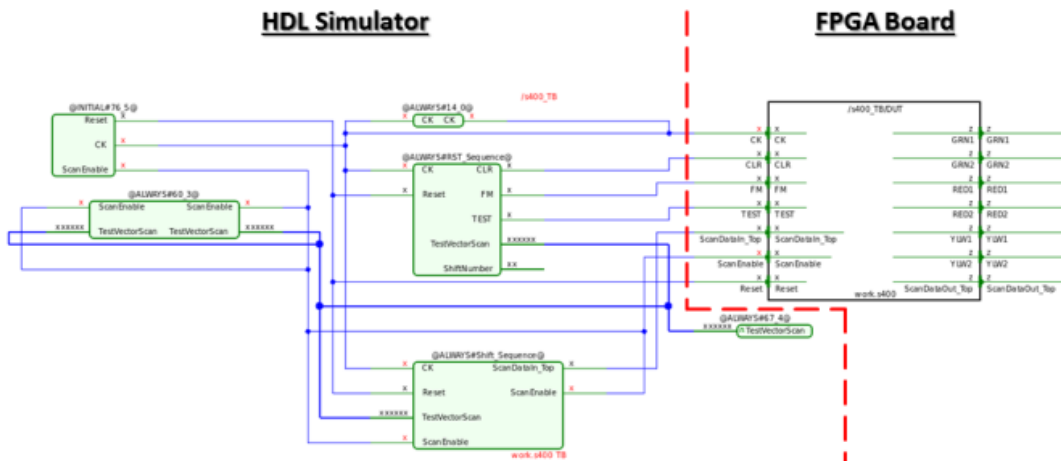 HDL Simulator
FPGA Board
/s400_TB
@INITIAL#76_5@
Reset x
CK x
ScanEnable x
@ALWAYS#14_0@
x CK CK x
@ALWAYS#RST_Sequence@
x CK CLR x
x Reset FM x
TEST x
TestVectorScan xxxxxx
ShiftNumber xx
@ALWAYS#60_3@
x ScanEnable ScanEnable x
xxxxxx TestVectorScan TestVectorScan xxxxxx
/s400_TB/DUT
x x z z
CK CK GRN1 GRN1
x x z z
CLR CLR GRN2 GRN2
x x z z
FM FM RED1 RED1
x x z z
TEST TEST RED2 RED2
x x z z
ScanDataIn_Top ScanDataIn_Top YLW1 YLW1
x x z z
ScanEnable ScanEnable YLW2 YLW2
x x z z
Reset Reset ScanDataOut_Top ScanDataOut_Top
work.s400
@ALWAYS#67_4@
xxxxxx TestVectorScan
@ALWAYS#Shift_Sequence@
x CK ScanDataIn_Top x
x Reset ScanEnable x
xxxxxx TestVectorScan
x ScanEnable
work.s400_TB